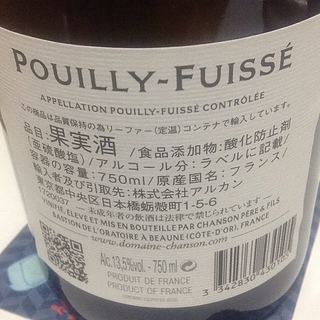 POUILLY-FUISSÉ
APPELLATION POUILLY-FUISSÉ CONTRÔLÉE
この商品は品質保持の為リーファー(定温)コンテナで輸入しています。
品目:果実酒/食品添加物:酸化防止剤
(亜硫酸塩)/アルコール分:ラベルに記載/
容器の容量:750ml/原産国名:フランス/
輸入者及び引取先:株式会社アルカン
東京都中央区日本橋蛎殻町1-5-6
T920037 ―未成年者の飲酒は法律で禁じられています―
VINIFIÉ, ÉLEVÉ ET MIS EN BOUTEILLE PAR CHANSON PÈRE & FILS
BASTION DE L'ORATOIRE À BEAUNE (CÔTE-D'OR), FRANCE
www.domaine-chanson.com
Alc.13,5% vol - 750 ml
PRODUIT DE FRANCE
PRODUCT OF FRANCE
3 342830 430105